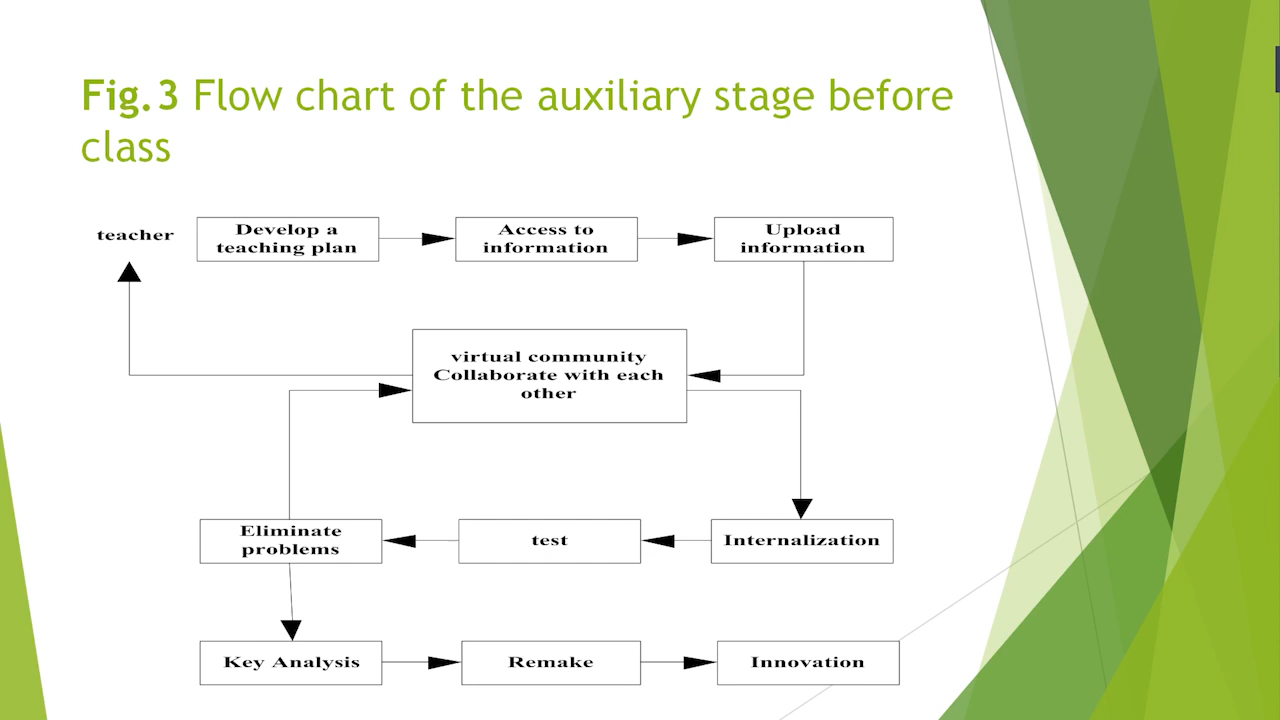 Fig.3 Flow chart of the auxiliary stage before
class
teacher
Develop a
teaching plan
Access to
information
Upload
information
virtual community
Collaborate with each
other
Eliminate
problems
test
Internalization
Key Analysis
Remake
Innovation